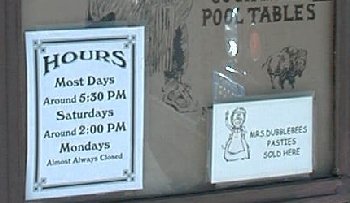 POOL TABLES
HOURS
Most Days
Around 5:30 PM
Saturdays
Around 2:00 PM
Mondays
Almost Always Closed
MRS. DUBBLEBEES
PASTIES
SOLD HERE